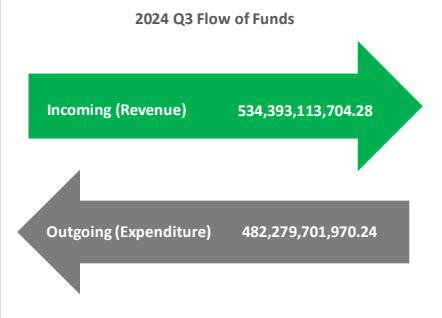 2024 Q3 Flow of Funds
Incoming (Revenue) 534,393,113,704.28
Outgoing (Expenditure) 482,279,701,970.24